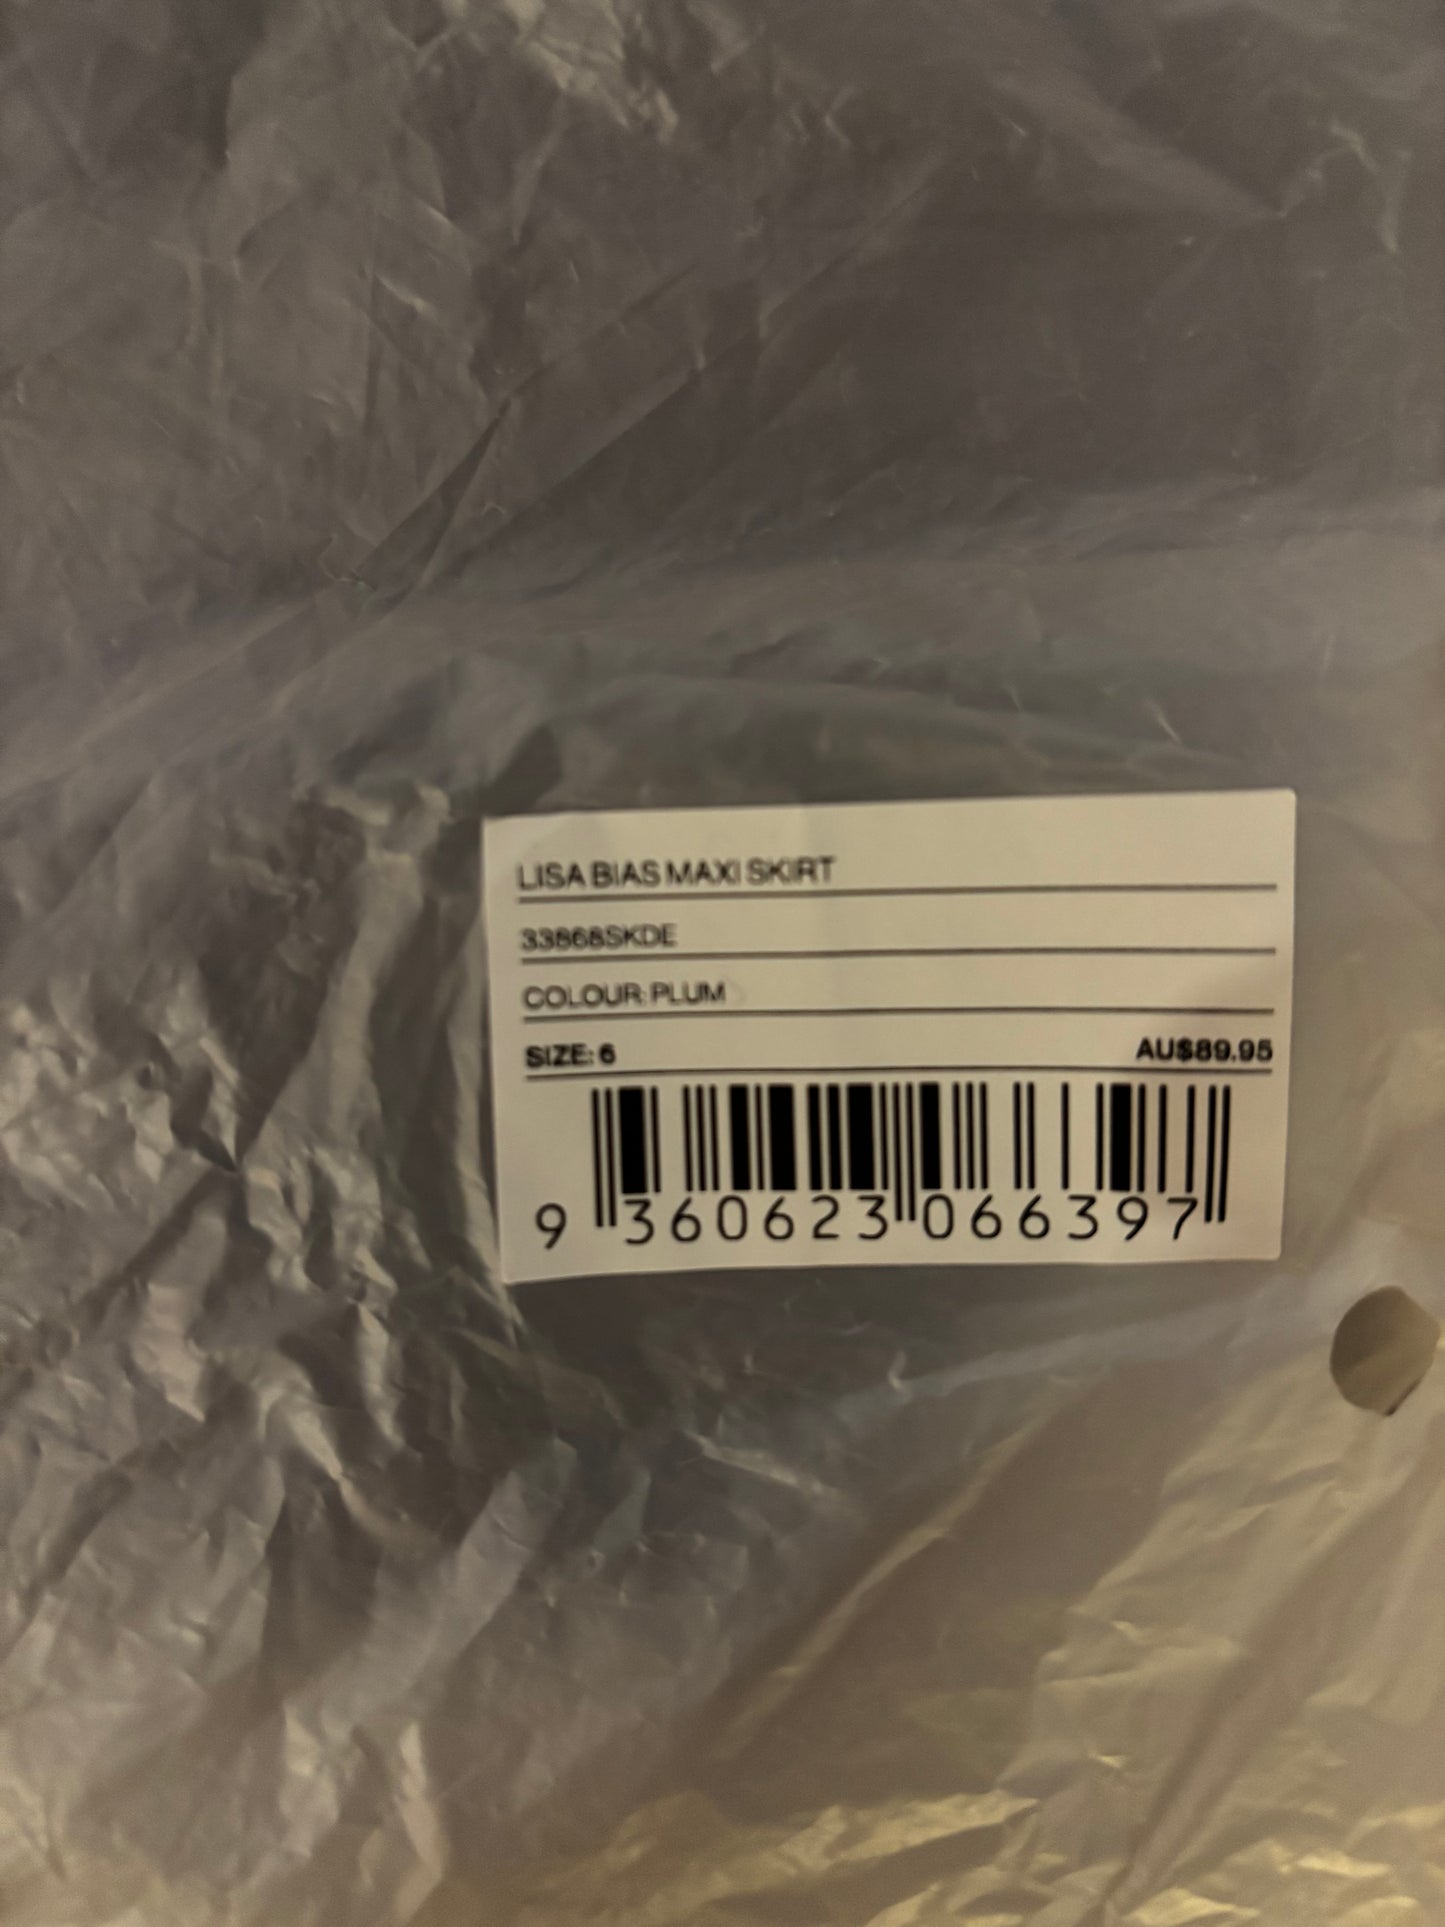 LISA BIAS MAXI SKIRT
33868SKDE
COLOUR: PLUM
SIZE: 6 AU$89.95
9 360623 066397